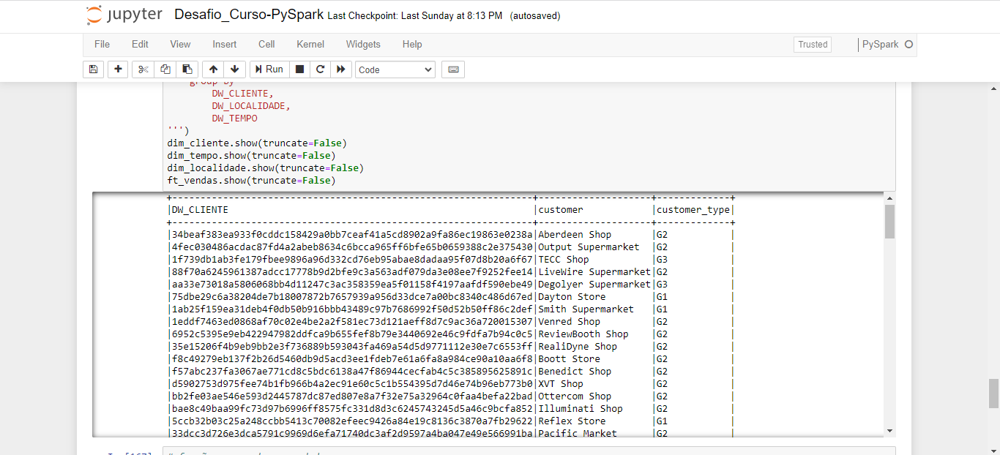 jupyter Desafio_Curso-PySpark Last Checkpoint: Last Sunday at 8:13 PM (autosaved)
File Edit View Insert Cell Kernel Widgets Help Trusted PySpark
Run Code
group by
DW_CLIENTE,
DW_LOCALIDADE,
DW_TEMPO
''')
dim_cliente.show(truncate=False)
dim_tempo.show(truncate=False)
dim_localidade.show(truncate=False)
ft_vendas.show(truncate=False)
+----------------------------------------------------------------+--------------------+-------------+
|DW_CLIENTE |customer |customer_type|
+----------------------------------------------------------------+--------------------+-------------+
|34beaf383ea933f0cddc158429a0bb7ceaf41a5cd8902a9fa86ec19863e0238a|Aberdeen Shop |G2 |
|4fec030486acdac87fd4a2abeb8634c6bcca965ff6bfe65b0659388c2e375430|Output Supermarket |G2 |
|1f739db1ab3fe179fbee9896a96d332cd76eb95abae8dadaa95f07d8b20a6f67|TECC Shop |G3 |
|88f70a6245961387adcc17778b9d2bfe9c3a563adf079da3e08ee7f9252fee14|LiveWire Supermarket|G2 |
|aa33e73018a5806068bb4d11247c3ac358359ea5f01158f4197aafdf590ebe49|Degolyer Supermarket|G3 |
|75dbe29c6a38204de7b18007872b7657939a956d33dce7a00bc8340c486d67ed|Dayton Store |G1 |
|1ab25f159ea31deb4f0db50b916bbb43489c97b7686992f50d52b50ff86c2def|Smith Supermarket |G1 |
|1eddf7463ed0868af70c02e4be2a2f581ec73d121aeff8d7c9ac36a720015307|Venred Shop |G2 |
|6952c5395e9eb422947982ddfca9b655fef8b79e3440692e46c9fdfa7b94c0c5|ReviewBooth Shop |G2 |
|35e15206f4b9eb9bb2e3f736889b593043fa469a54d5d9771112e30e7c6553ff|RealiDyne Shop |G2 |
|f8c49279eb137f2b26d5460db9d5acd3ee1fdeb7e61a6fa8a984ce90a10aa6f8|Boott Store |G2 |
|f57abc237fa3067ae771cd8c5bdc6138a47f86944cecfab4c5c385895625891c|Benedict Shop |G2 |
|d5902753d975fee74b1fb966b4a2ec91e60c5c1b554395d7d46e74b96eb773b0|XVT Shop |G2 |
|bb2fe03ae546e593d2445787dc87ed807e8a7f32e75a32964c0faa4befa22bad|Ottercom Shop |G2 |
|bae8c49baa99fc73d97b6996ff8575fc331d8d3c6245743245d5a46c9bcfa852|Illuminati Shop |G2 |
|5ccb32b03c25a248ccbb5413c70082efeec9426a84e19c8136c3870a7fb29622|Reflex Store |G1 |
|33dcc3d726e3dca5791c9969d6efa71740dc3af2d9597a4ba047e49e566991ba|Pacific Market |G2 |